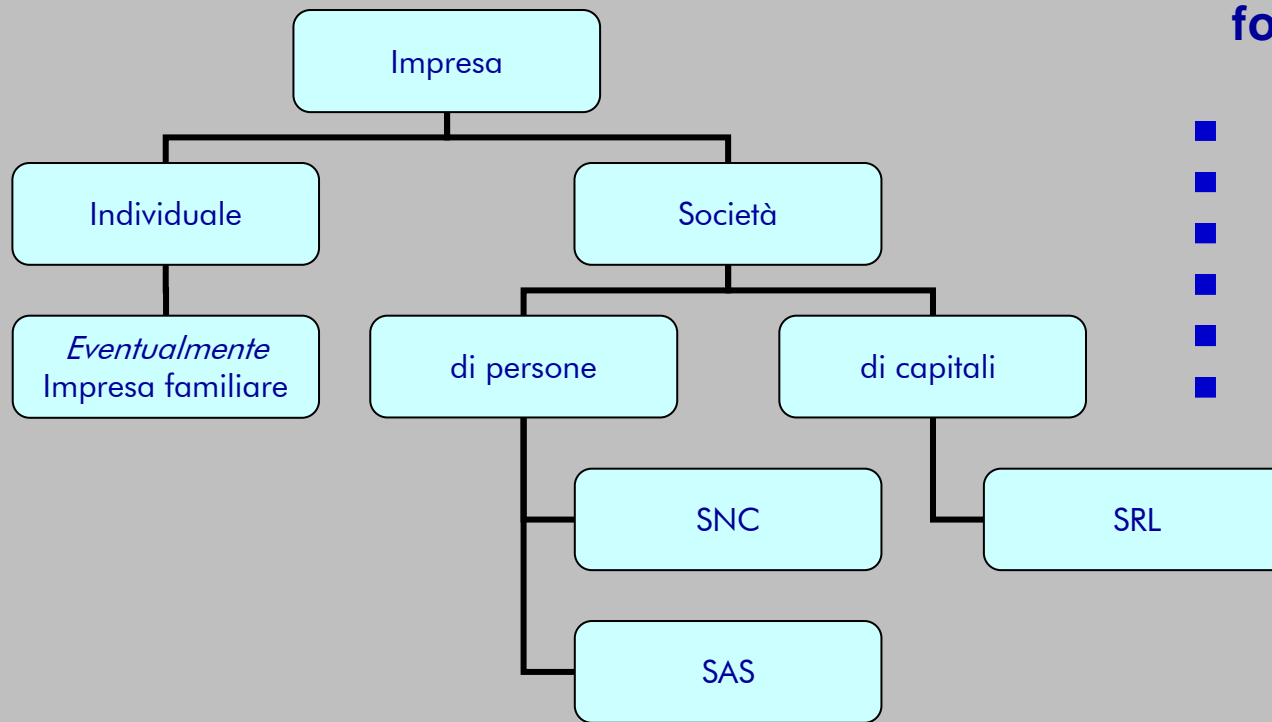 fo
Impresa
Individuale
Società
Eventualmente
Impresa familiare
di persone
di capitali
SNC
SRL
SAS